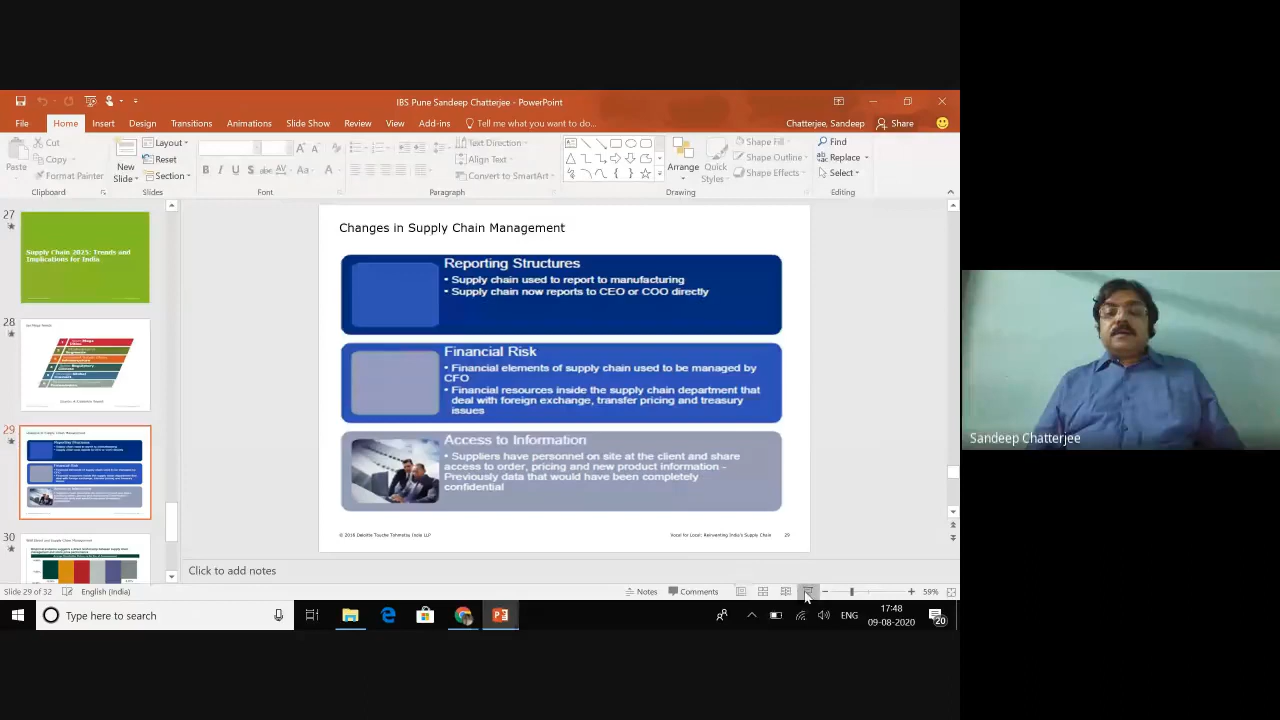 IBS Pune Sandeep Chatterjee - PowerPoint
File Home Insert Design Transitions Animations Slide Show Review View Add-ins Tell me what you want to do... Chatterjee, Sandeep Share
Cut
Copy
Format Painter
Paste
Clipboard
New
Slide
Layout
Reset
Section
Slides
B I U S abc AV Aa A
Font
Text Direction
Align Text
Convert to SmartArt
Paragraph
Arrange
Quick
Styles
Shape Fill
Shape Outline
Shape Effects
Drawing
Find
Replace
Select
Editing
27
Supply Chain 2025: Trends and
Implications for India
28
29
30
Changes in Supply Chain Management
Reporting Structures
• Supply chain used to report to manufacturing
• Supply chain now reports to CEO or COO directly
Financial Risk
• Financial elements of supply chain used to be managed by
CFO
• Financial resources inside the supply chain department that
deal with foreign exchange, transfer pricing and treasury
issues
Access to Information
• Suppliers have personnel on site at the client and share
access to order, pricing and new product information –
Previously data that would have been completely
confidential
© 2018 Deloitte Touche Tohmatsu India LLP
Vocal for Local; Reinventing India's Supply Chain 29
Click to add notes
Slide 29 of 32 English (India) Notes Comments 59%
Type here to search
ENG
17:48
09-08-2020
20
Sandeep Chatterjee